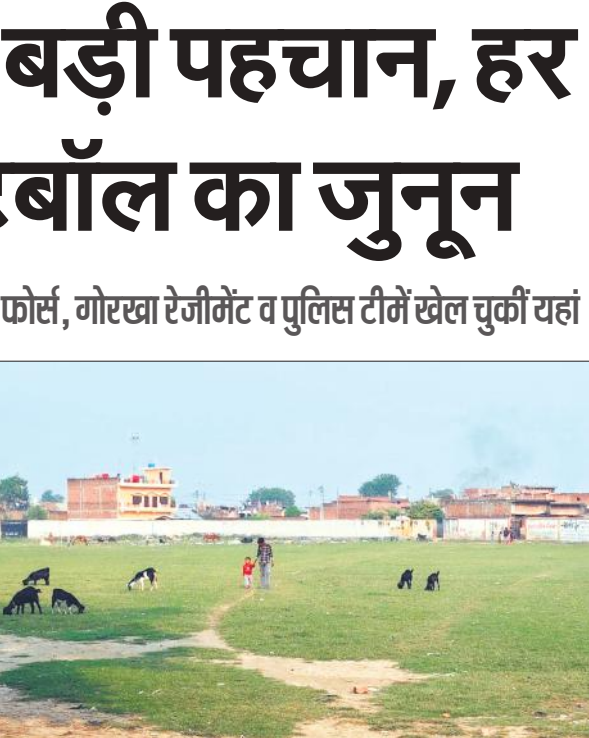 बड़ी पहचान, हर
बॉल का जुनून
फोर्स, गोरखा रेजीमेंट व पुलिस टीमें खेल चुकीं यहां